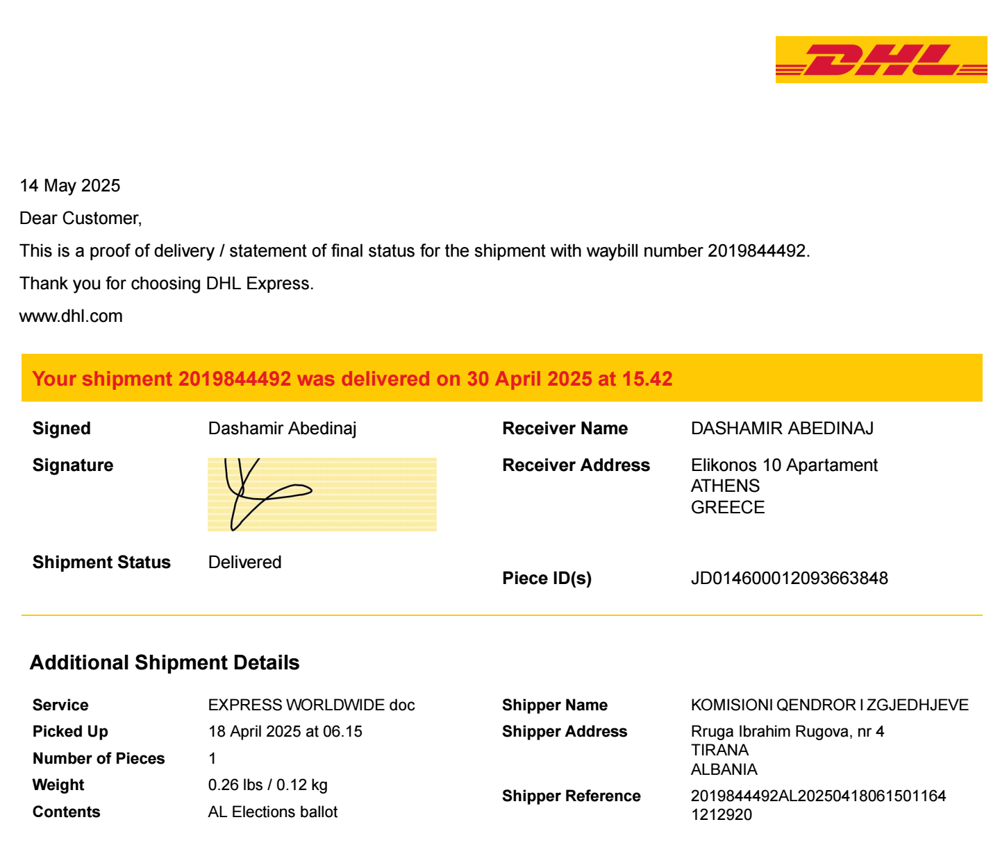 DHL
14 May 2025
Dear Customer,
This is a proof of delivery / statement of final status for the shipment with waybill number 2019844492.
Thank you for choosing DHL Express.
www.dhl.com
Your shipment 2019844492 was delivered on 30 April 2025 at 15.42
Signed Dashamir Abedinaj
Receiver Name DASHAMIR ABEDINAJ
Signature
Receiver Address Elikonos 10 Apartament
ATHENS
GREECE
Shipment Status Delivered
Piece ID(s) JD014600012093663848
Additional Shipment Details
Service EXPRESS WORLDWIDE doc
Picked Up 18 April 2025 at 06.15
Number of Pieces 1
Weight 0.26 lbs / 0.12 kg
Contents AL Elections ballot
Shipper Name KOMISIONI QENDROR I ZGJEDHJEVE
Shipper Address Rruga Ibrahim Rugova, nr 4
TIRANA
ALBANIA
Shipper Reference 2019844492AL20250418061501164
1212920